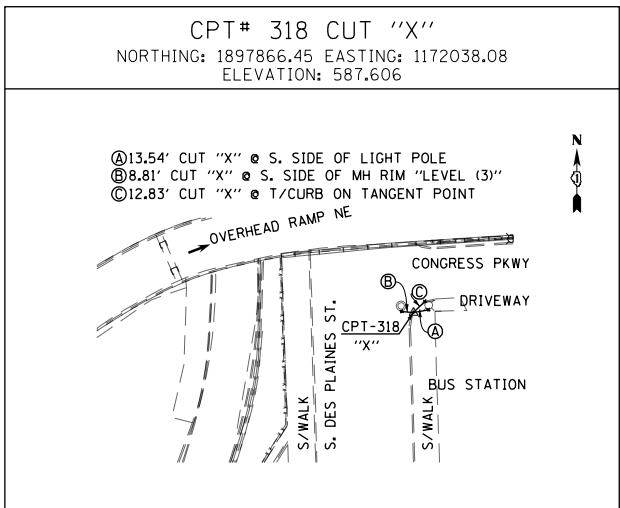 CPT# 318 CUT "X"
NORTHING: 1897866.45 EASTING: 1172038.08
ELEVATION: 587.606
Ⓐ13.54' CUT "X" @ S. SIDE OF LIGHT POLE
Ⓑ8.81' CUT "X" @ S. SIDE OF MH RIM "LEVEL (3)"
Ⓒ12.83' CUT "X" @ T/CURB ON TANGENT POINT
N
OVERHEAD RAMP NE
CONGRESS PKWY
Ⓑ
Ⓒ
DRIVEWAY
CPT-318
"X"
Ⓐ
BUS STATION
S/WALK
S. DES PLAINES ST.
S/WALK